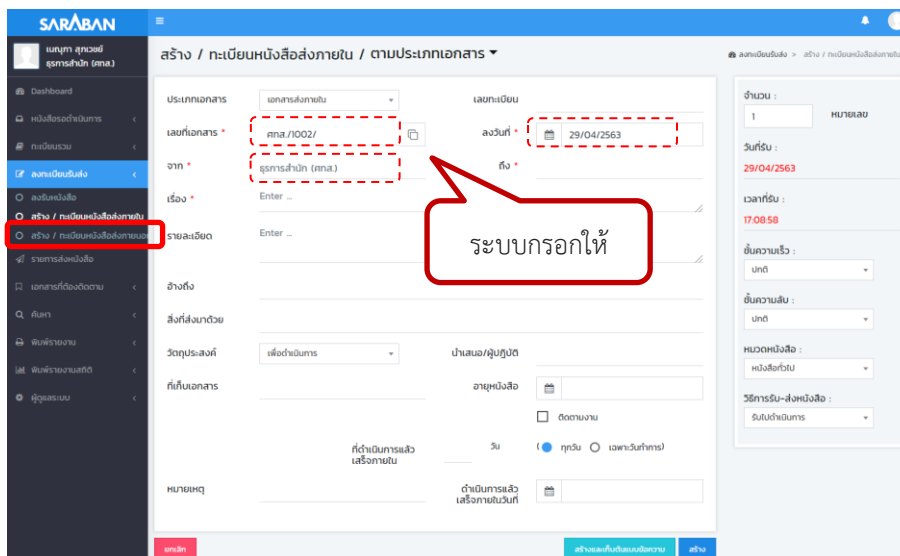 SARABAN
เมญฑา สุกเวชย์
ธุรการสำนัก (ศทส.)
สร้าง / ทะเบียนหนังสือส่งภายใน / ตามประเภทเอกสาร
ลงทะเบียนรับส่ง > สร้าง / ทะเบียนหนังสือส่งภายใน
Dashboard
หนังสือรอดำเนินการ
ทะเบียนรวม
ลงทะเบียนรับส่ง
ลงรับหนังสือ
สร้าง / ทะเบียนหนังสือส่งภายใน
สร้าง / ทะเบียนหนังสือส่งภายนอก
รายการส่งหนังสือ
เอกสารที่ต้องติดตาม
ค้นหา
พิมพ์รายงาน
พิมพ์รายงานสถิติ
ผู้ดูแลระบบ
ประเภทเอกสาร เอกสารส่งภายใน เลขทะเบียน
เลขที่เอกสาร * ศทส./1002/ ลงวันที่ * 29/04/2563
จาก * ธุรการสำนัก (ศทส.) ถึง *
เรื่อง * Enter ...
รายละเอียด Enter ...
ระบบกรอกให้
อ้างถึง
สิ่งที่ส่งมาด้วย
วัตถุประสงค์ เพื่อดำเนินการ นำเสนอ/ผู้ปฏิบัติ
ที่เก็บเอกสาร อายุหนังสือ
ติดตามงาน
ที่ดำเนินการแล้ว
เสร็จภายใน วัน ( ทุกวัน เฉพาะวันทำการ)
หมายเหตุ ดำเนินการแล้ว
เสร็จภายในวันที่
ยกเลิก สร้างและเก็บต้นแบบข้อความ สร้าง
จำนวน :
1 หมายเลข
วันที่รับ :
29/04/2563
เวลาที่รับ :
17:08:58
ชั้นความเร็ว :
ปกติ
ชั้นความลับ :
ปกติ
หมวดหนังสือ :
หนังสือทั่วไป
วิธีการรับ-ส่งหนังสือ :
รับไปดำเนินการ